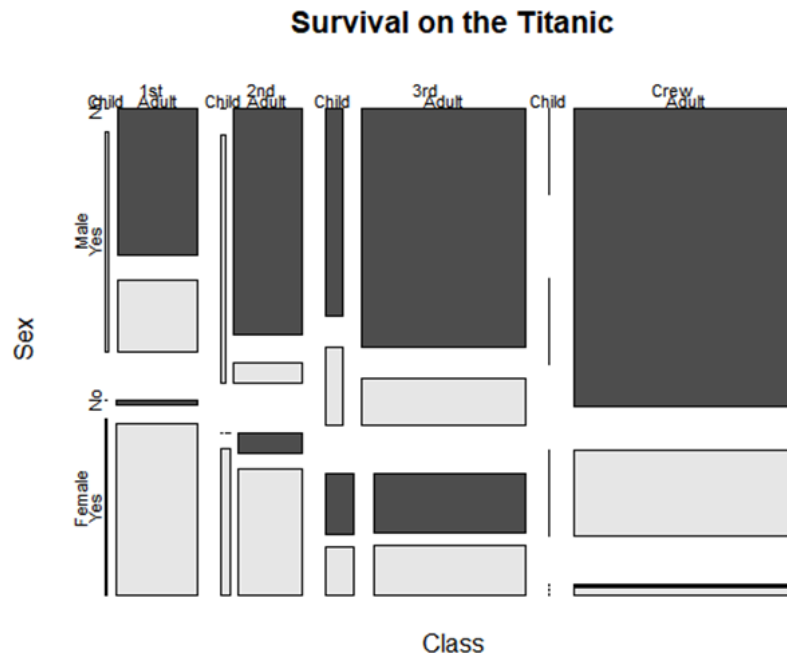 Survival on the Titanic
1st 2nd 3rd Crew
Child Adult Child Adult Child Adult Child Adult
No
Male
Yes
Sex
No
Female
Yes
Class